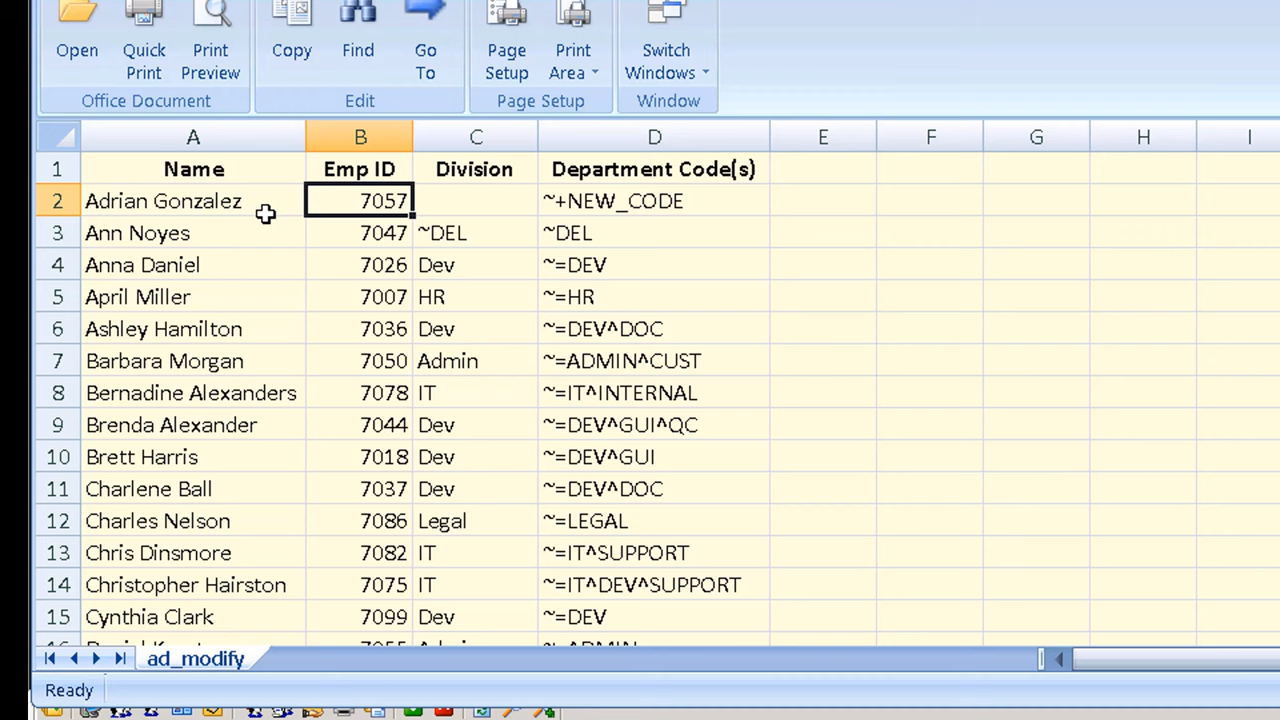 Open Quick Print Print Preview Copy Find Go To Page Setup Print Area Switch Windows
Office Document Edit Page Setup Window
A B C D E F G H I
1 Name Emp ID Division Department Code(s)
2 Adrian Gonzalez 7057 ~+NEW_CODE
3 Ann Noyes 7047 ~DEL ~DEL
4 Anna Daniel 7026 Dev ~=DEV
5 April Miller 7007 HR ~=HR
6 Ashley Hamilton 7036 Dev ~=DEV^DOC
7 Barbara Morgan 7050 Admin ~=ADMIN^CUST
8 Bernadine Alexanders 7078 IT ~=IT^INTERNAL
9 Brenda Alexander 7044 Dev ~=DEV^GUI^QC
10 Brett Harris 7018 Dev ~=DEV^GUI
11 Charlene Ball 7037 Dev ~=DEV^DOC
12 Charles Nelson 7086 Legal ~=LEGAL
13 Chris Dinsmore 7082 IT ~=IT^SUPPORT
14 Christopher Hairston 7075 IT ~=IT^DEV^SUPPORT
15 Cynthia Clark 7099 Dev ~=DEV
ad_modify
Ready